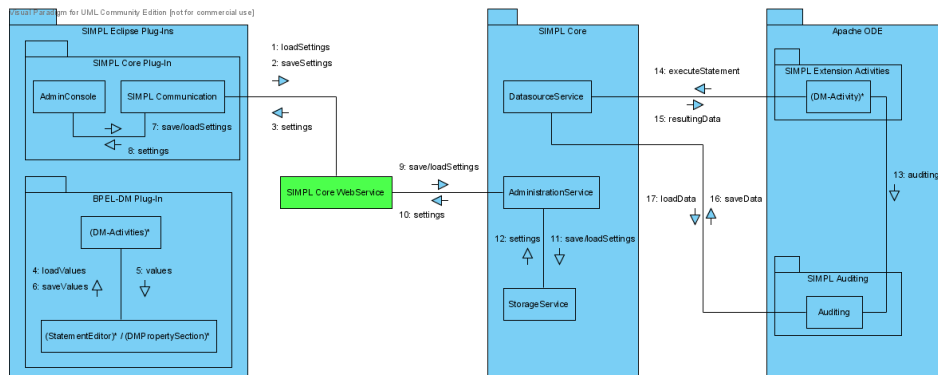 Visual Paradigm for UML Community Edition [not for commercial use]
SIMPL Eclipse Plug-Ins
SIMPL Core
Apache ODE
SIMPL Core Plug-In
1: loadSettings
2: saveSettings
3: settings
AdminConsole
SIMPL Communication
7: save/loadSettings
8: settings
DatasourceService
14: executeStatement
15: resultingData
SIMPL Extension Activities
(DM-Activity)*
13: auditing
9: save/loadSettings
SIMPL Core WebService
10: settings
AdministrationService
17: loadData
16: saveData
BPEL-DM Plug-In
(DM-Activities)*
4: loadValues
6: saveValues
5: values
(StatementEditor)* / (DMPropertySection)*
12: settings
11: save/loadSettings
StorageService
SIMPL Auditing
Auditing